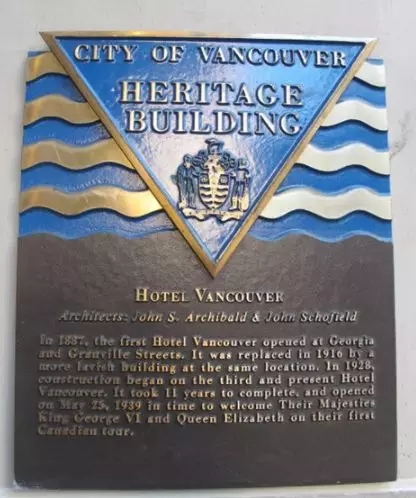 CITY OF VANCOUVER
HERITAGE
BUILDING
HOTEL VANCOUVER
Architects: John S. Archibald & John Schofield
In 1887, the first Hotel Vancouver opened at Georgia
and Granville Streets. It was replaced in 1916 by a
more lavish building at the same location. In 1928,
construction began on the third and present Hotel
Vancouver. It took 11 years to complete, and opened
on May 25, 1939 in time to welcome Their Majesties
King George VI and Queen Elizabeth on their first
Canadian tour.